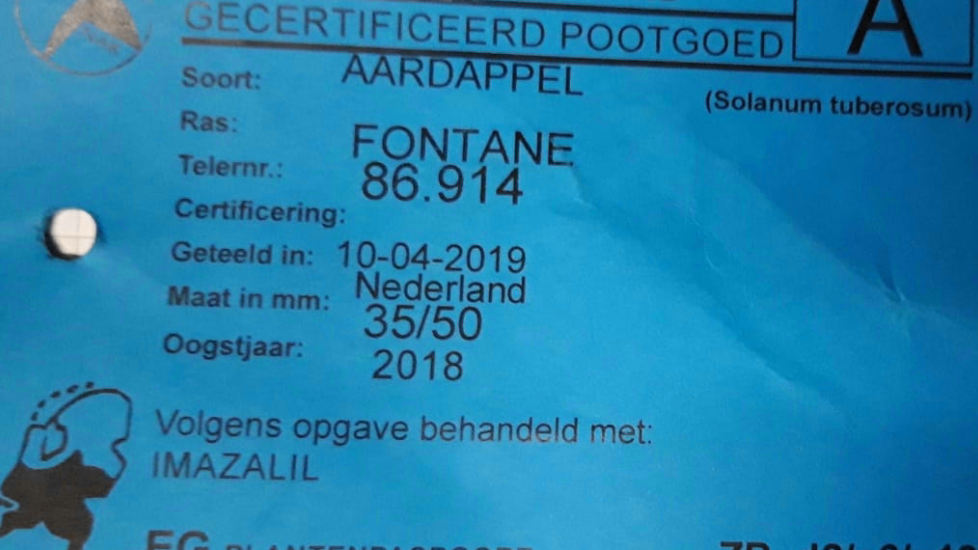 GECERTIFICEERD POOTGOED A
Soort: AARDAPPEL
(Solanum tuberosum)
Ras: FONTANE
Telernr.: 86.914
Certificering:
Geteeld in: 10-04-2019
Maat in mm: Nederland
35/50
Oogstjaar: 2018
Volgens opgave behandeld met:
IMAZALIL
EG